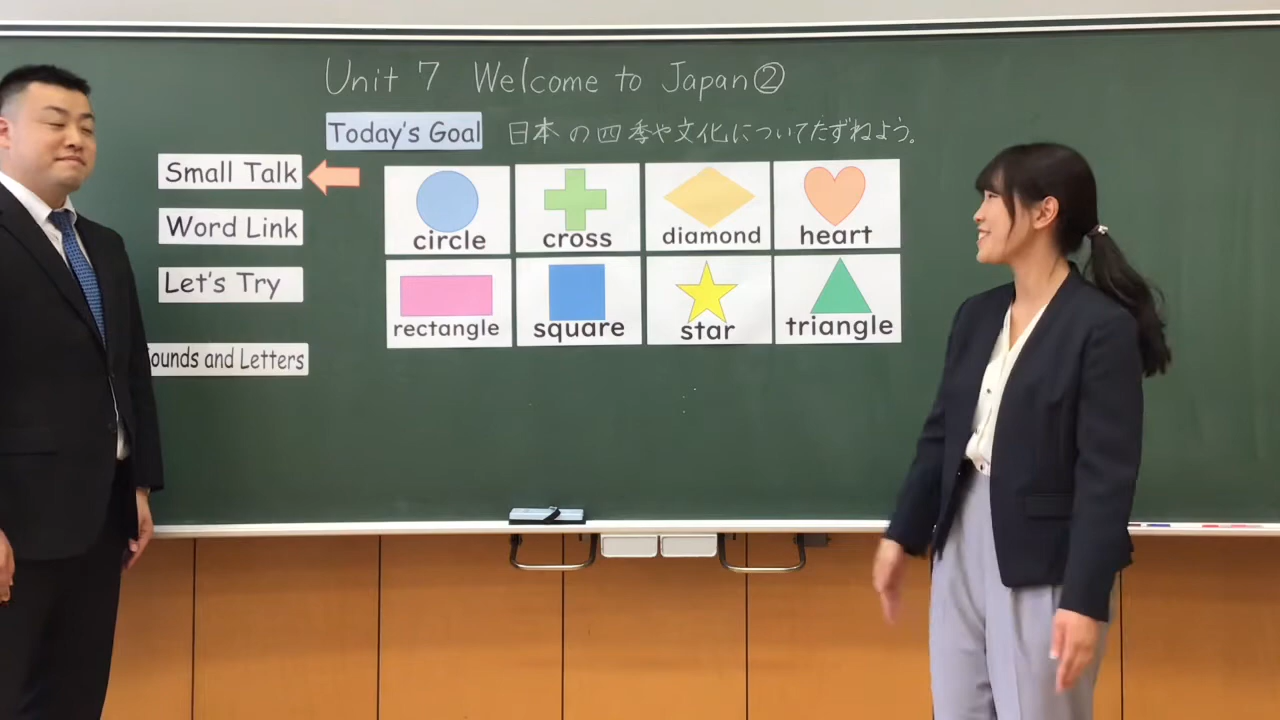 Unit 7 Welcome to Japan②
Today's Goal 日本の四季や文化についてたずねよう。
Small Talk
Word Link
Let's Try
ounds and Letters
circle cross diamond heart
rectangle square star triangle